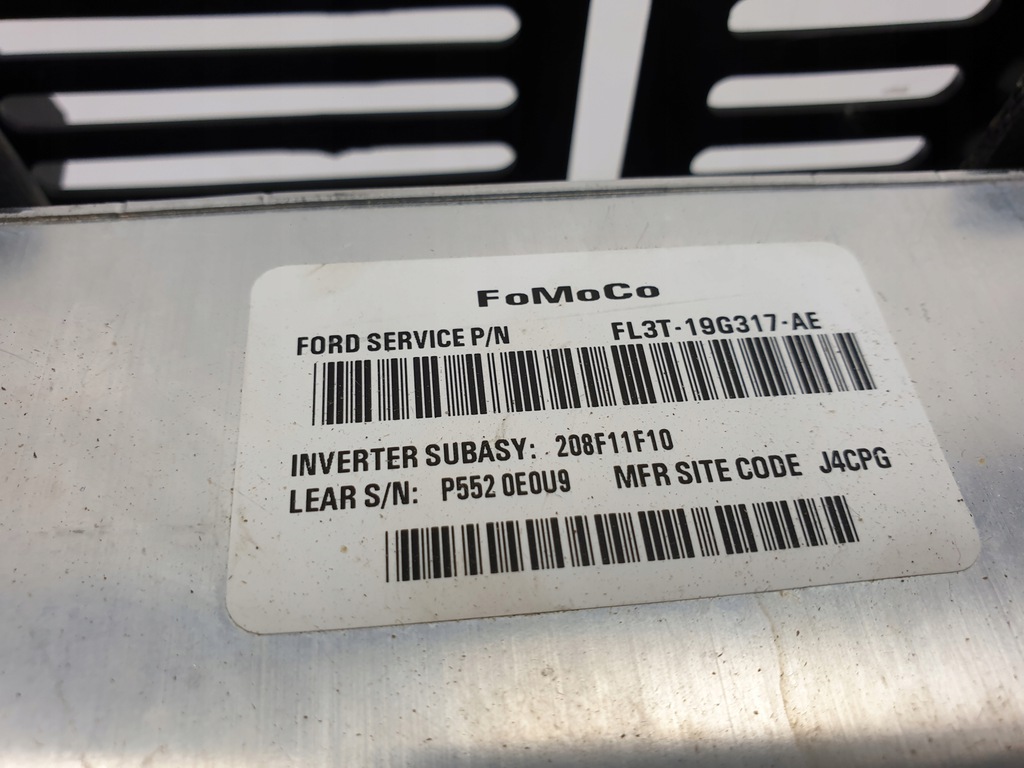 FoMoCo
FORD SERVICE P/N FL3T-19G317-AE
INVERTER SUBASY: 208F11F10
LEAR S/N: P552 0E0U9 MFR SITE CODE J4CPG